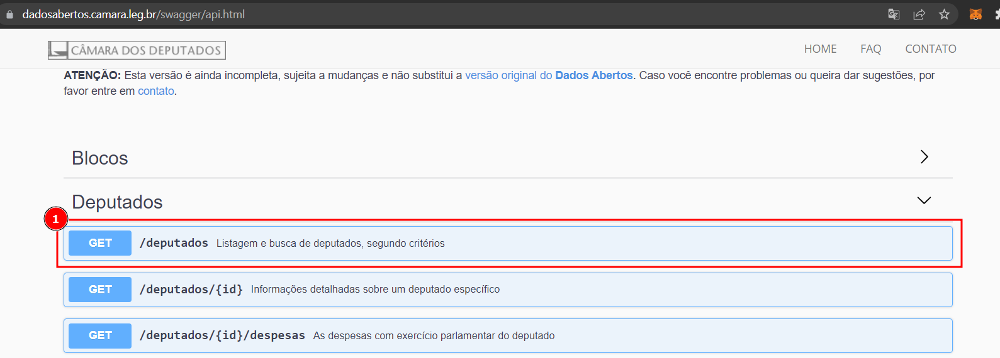 dadosabertos.camara.leg.br/swagger/api.html
CÂMARA DOS DEPUTADOS
HOME FAQ CONTATO
ATENÇÃO: Esta versão é ainda incompleta, sujeita a mudanças e não substitui a versão original do Dados Abertos. Caso você encontre problemas ou queira dar sugestões, por
favor entre em contato.
Blocos
Deputados
1
GET /deputados Listagem e busca de deputados, segundo critérios
GET /deputados/{id} Informações detalhadas sobre um deputado específico
GET /deputados/{id}/despesas As despesas com exercício parlamentar do deputado